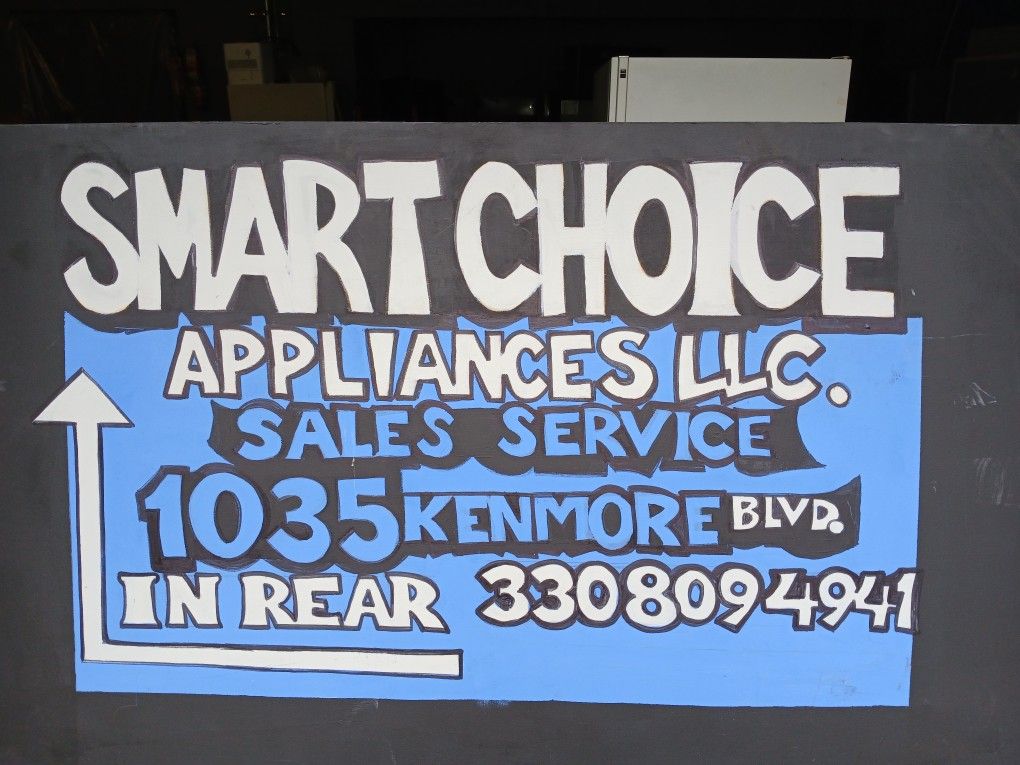 SMART CHOICE
APPLIANCES LLC.
SALES SERVICE
1035 KENMORE BLVD.
IN REAR 3308094941